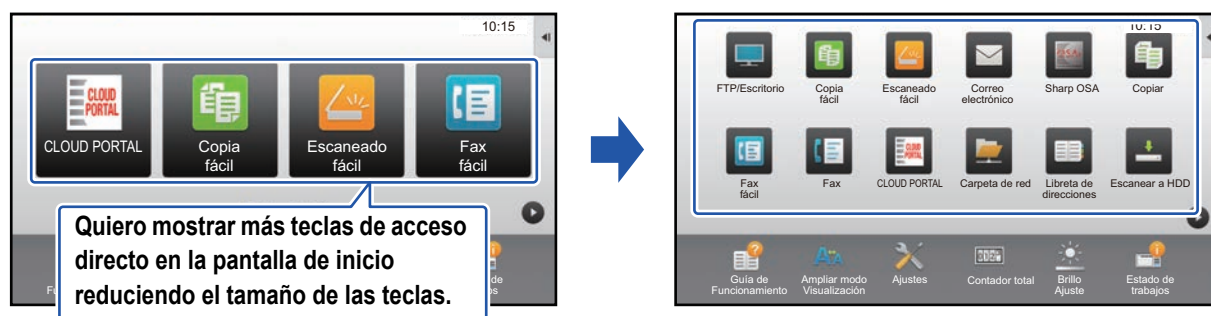 10:15
CLOUD
PORTAL
CLOUD PORTAL
Copia
fácil
Escaneado
fácil
Fax
fácil
Quiero mostrar más teclas de acceso
directo en la pantalla de inicio
reduciendo el tamaño de las teclas.
10:15
FTP/Escritorio
Copia
fácil
Escaneado
fácil
Correo
electrónico
Sharp OSA
Copiar
Fax
fácil
Fax
CLOUD PORTAL
Carpeta de red
Libreta de
direcciones
Escanear a HDD
Guía de
Funcionamiento
Ampliar modo
Visualización
Ajustes
Contador total
Brillo
Ajuste
Estado de
trabajos